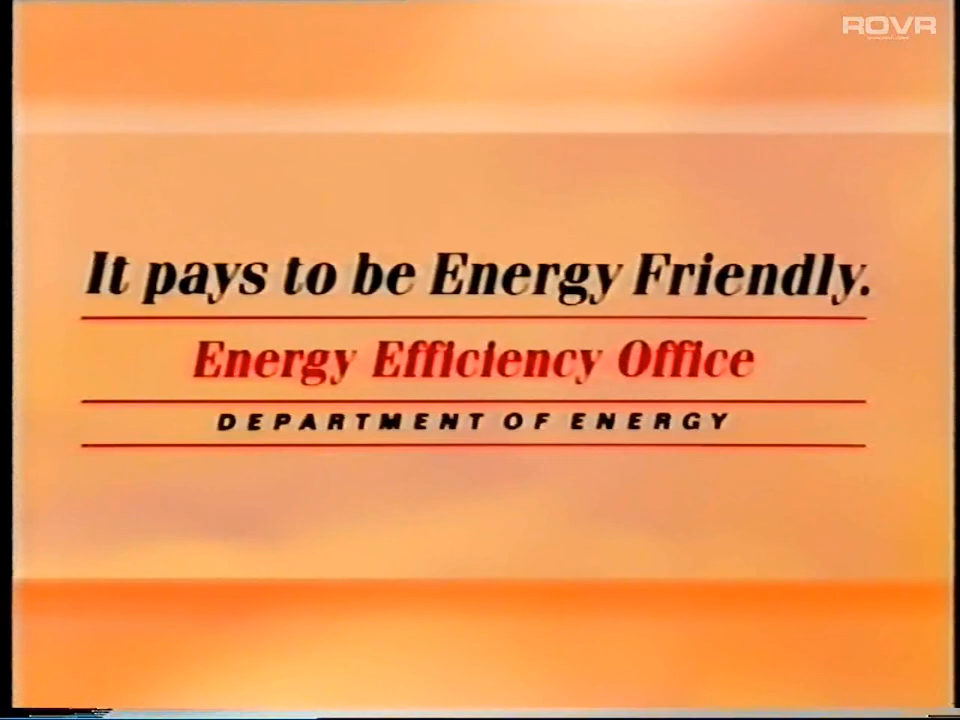 ROVR
It pays to be Energy Friendly.
Energy Efficiency Office
DEPARTMENT OF ENERGY